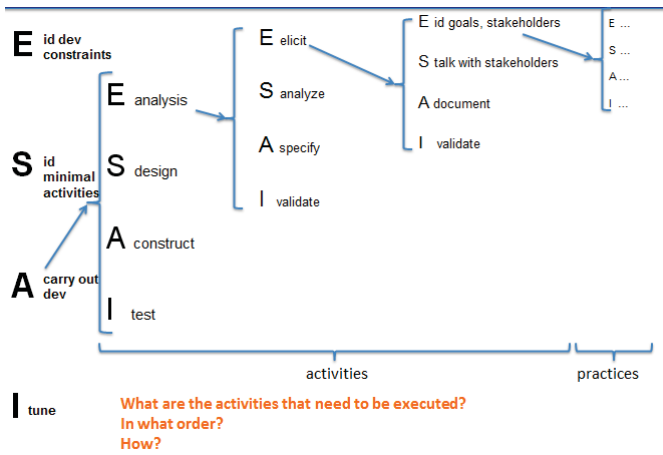 E id dev
constraints
S id
minimal
activities
A carry out
dev
I tune
E analysis
S design
A construct
I test
E elicit
S analyze
A specify
I validate
E id goals, stakeholders
S talk with stakeholders
A document
I validate
E ...
S ...
A ...
I ...
activities
practices
What are the activities that need to be executed?
In what order?
How?